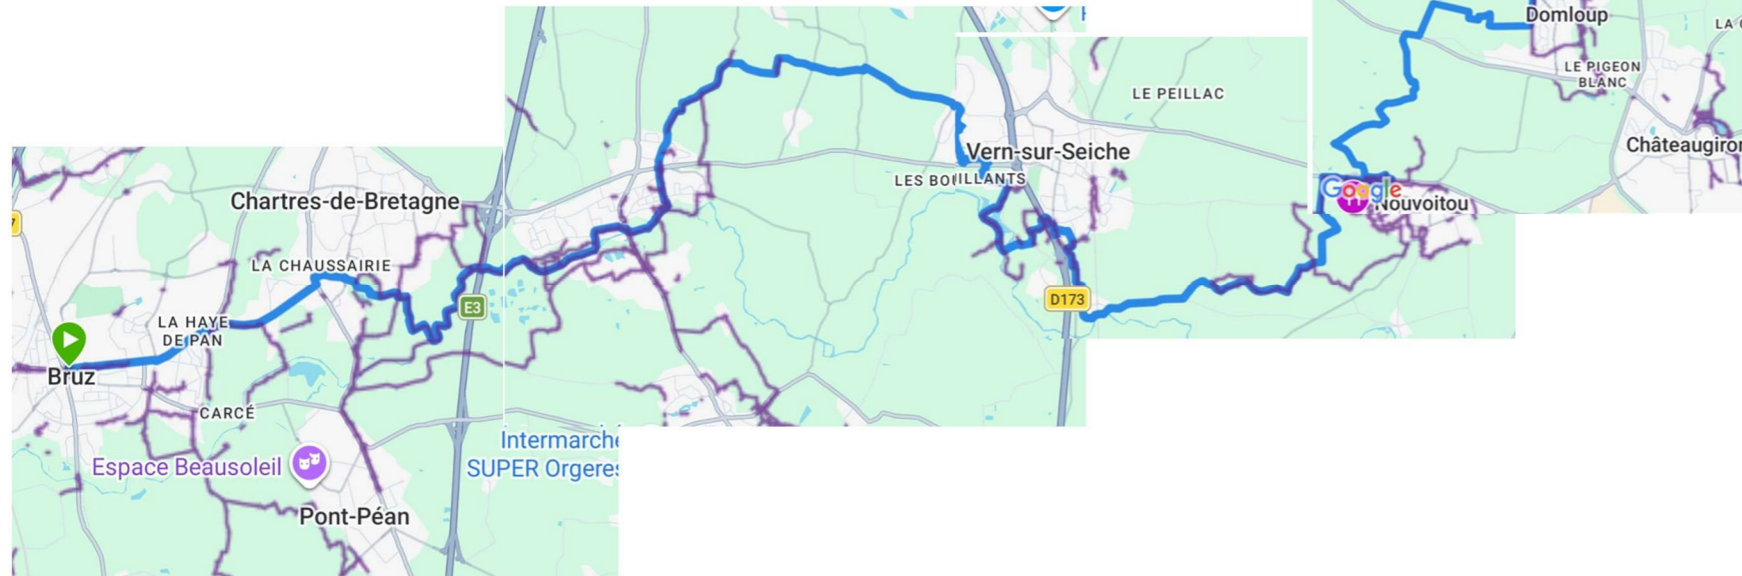 Domloup
LE PIGEON
BLANC
LE PEILLAC
Vern-sur-Seiche
Châteaugiron
LES BOUILLANTS
Google
Nouvoitou
Chartres-de-Bretagne
LA CHAUSSAIRIE
E3
D173
LA HAYE
DE PAN
Bruz
CARCÉ
Intermarché
SUPER Orgeres
Espace Beausoleil
Pont-Péan